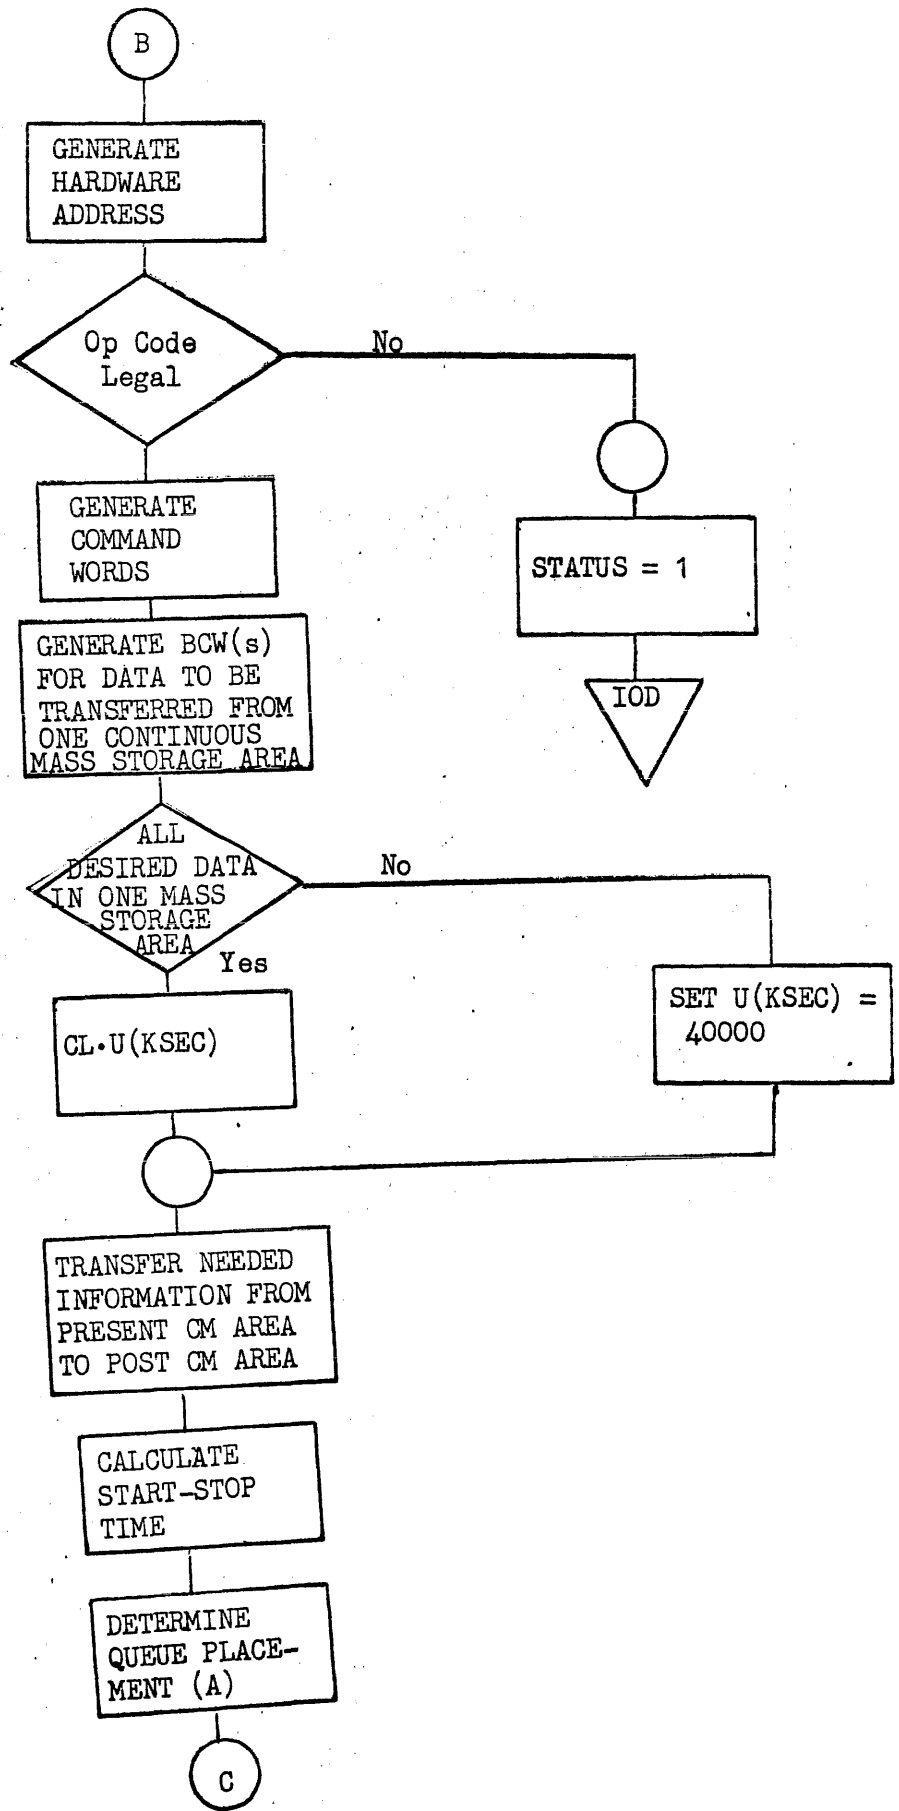 B
GENERATE
HARDWARE
ADDRESS
Op Code
Legal
No
GENERATE
COMMAND
WORDS
STATUS = 1
IOD
GENERATE BCW(s)
FOR DATA TO BE
TRANSFERRED FROM
ONE CONTINUOUS
MASS STORAGE AREA
ALL
DESIRED DATA
IN ONE MASS
STORAGE
AREA
No
Yes
CL.U(KSEC)
SET U(KSEC) =
40000
TRANSFER NEEDED
INFORMATION FROM
PRESENT CM AREA
TO POST CM AREA
CALCULATE
START-STOP
TIME
DETERMINE
QUEUE PLACE-
MENT (A)
C